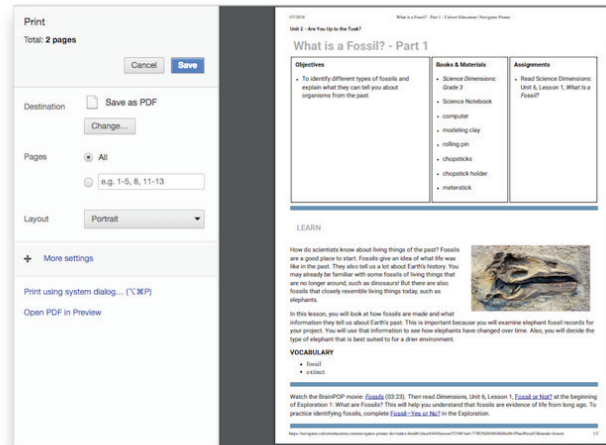 Print
Total: 2 pages
Cancel
Save
Destination
Save as PDF
Change...
Pages
All
e.g. 1-5, 8, 11-13
Layout
Portrait
+ More settings
Print using system dialog... (⌥⌘P)
Open PDF in Preview
What is a Fossil? - Part 1 - Calvert Education | Navigator Printer
Unit 2 - Are You Up to the Tusk?
What is a Fossil? - Part 1
Objectives
• To identify different types of fossils and
explain what they can tell you about
organisms from the past
Books & Materials
• Science Dimensions:
Grade 3
• Science Notebook
• computer
• modeling clay
• rolling pin
• chopsticks
• chopstick holder
• meterstick
Assignments
• Read Science Dimensions:
Unit 6, Lesson 1, What Is a
Fossil?
LEARN
How do scientists know about living things of the past? Fossils
are a good place to start. Fossils give an idea of what life was
like in the past. They also tell us a lot about Earth's history. You
may already be familiar with some fossils of living things that
are no longer around, such as dinosaurs! But there are also
fossils that closely resemble living things today, such as
elephants.
In this lesson, you will look at how fossils are made and what
information they tell us about Earth's past. This is important because you will examine elephant fossil records for
your project. You will use that information to see how elephants have changed over time. Also, you will decide the
type of elephant that is best suited to for a drier environment.
VOCABULARY
• fossil
• extinct
Watch the BrainPOP movie: Fossils (03:23). Then read Dimensions, Unit 6, Lesson 1, Fossil or Not? at the beginning
of Exploration 1: What are Fossils? This will help you understand that fossils are evidence of life from long ago. To
practice identifying fossils, complete Fossil—Yes or No? in the Exploration.
1/2